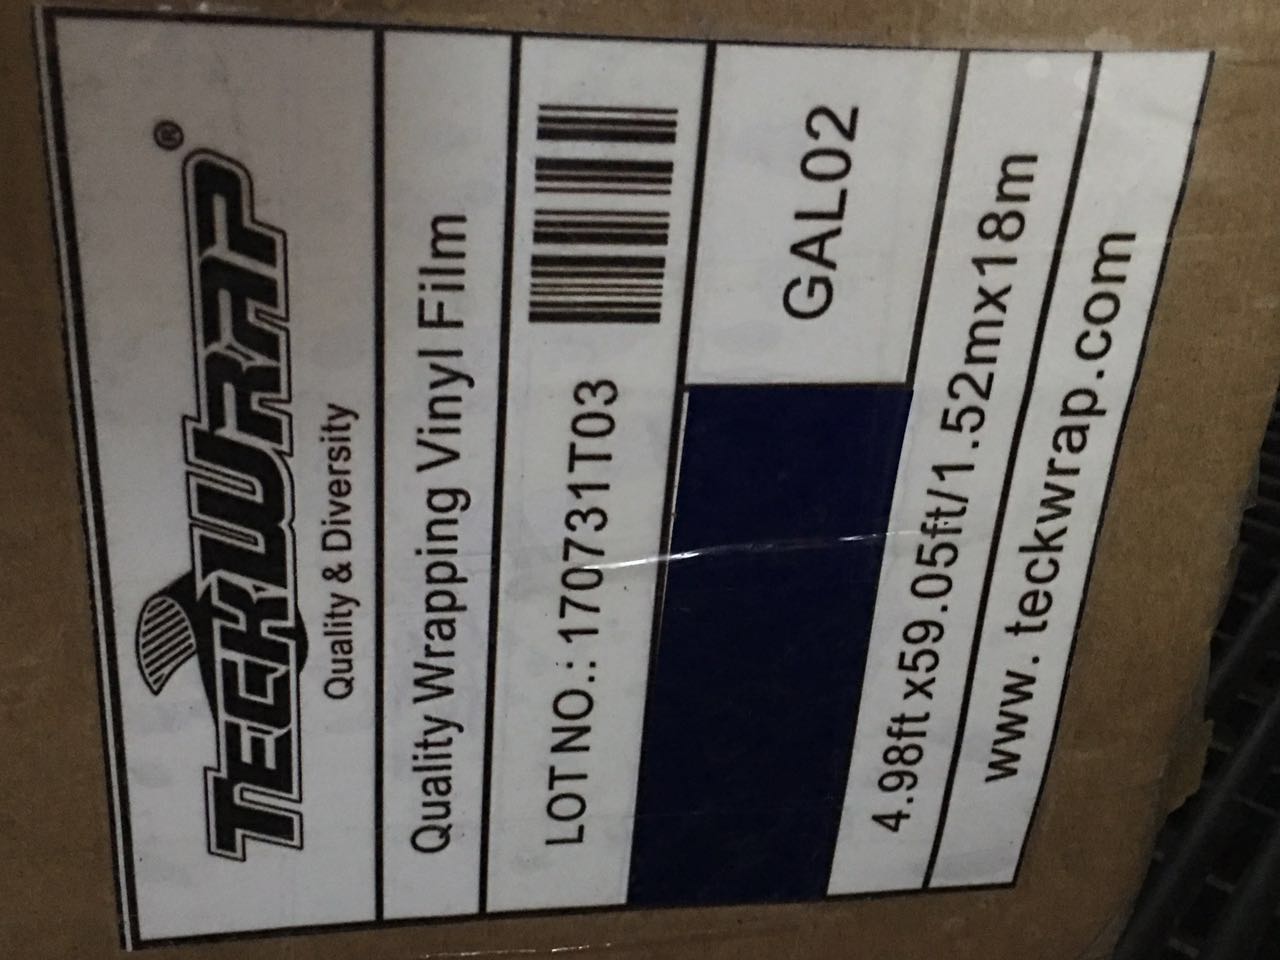 TECKWRAP®
Quality & Diversity
Quality Wrapping Vinyl Film
LOT NO.: 170731T03
GAL02
4.98ft x59.05ft/1.52mx18m
www. teckwrap.com